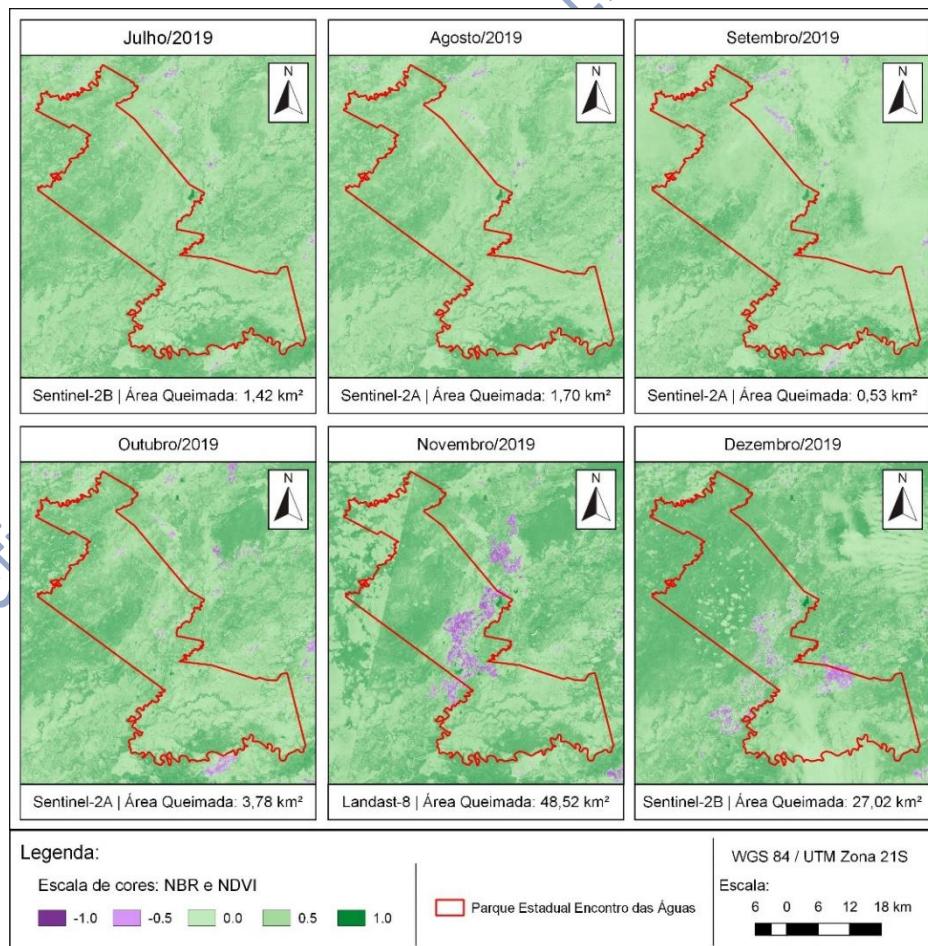 Julho/2019
Agosto/2019
Setembro/2019
N
N
N
Sentinel-2B | Área Queimada: 1,42 km²
Sentinel-2A | Área Queimada: 1,70 km²
Sentinel-2A | Área Queimada: 0,53 km²
Outubro/2019
Novembro/2019
Dezembro/2019
N
N
N
Sentinel-2A | Área Queimada: 3,78 km²
Landast-8 | Área Queimada: 48,52 km²
Sentinel-2B | Área Queimada: 27,02 km²
Legenda:
Escala de cores: NBR e NDVI
-1.0 -0.5 0.0 0.5 1.0
Parque Estadual Encontro das Águas
WGS 84 / UTM Zona 21S
Escala:
6 0 6 12 18 km